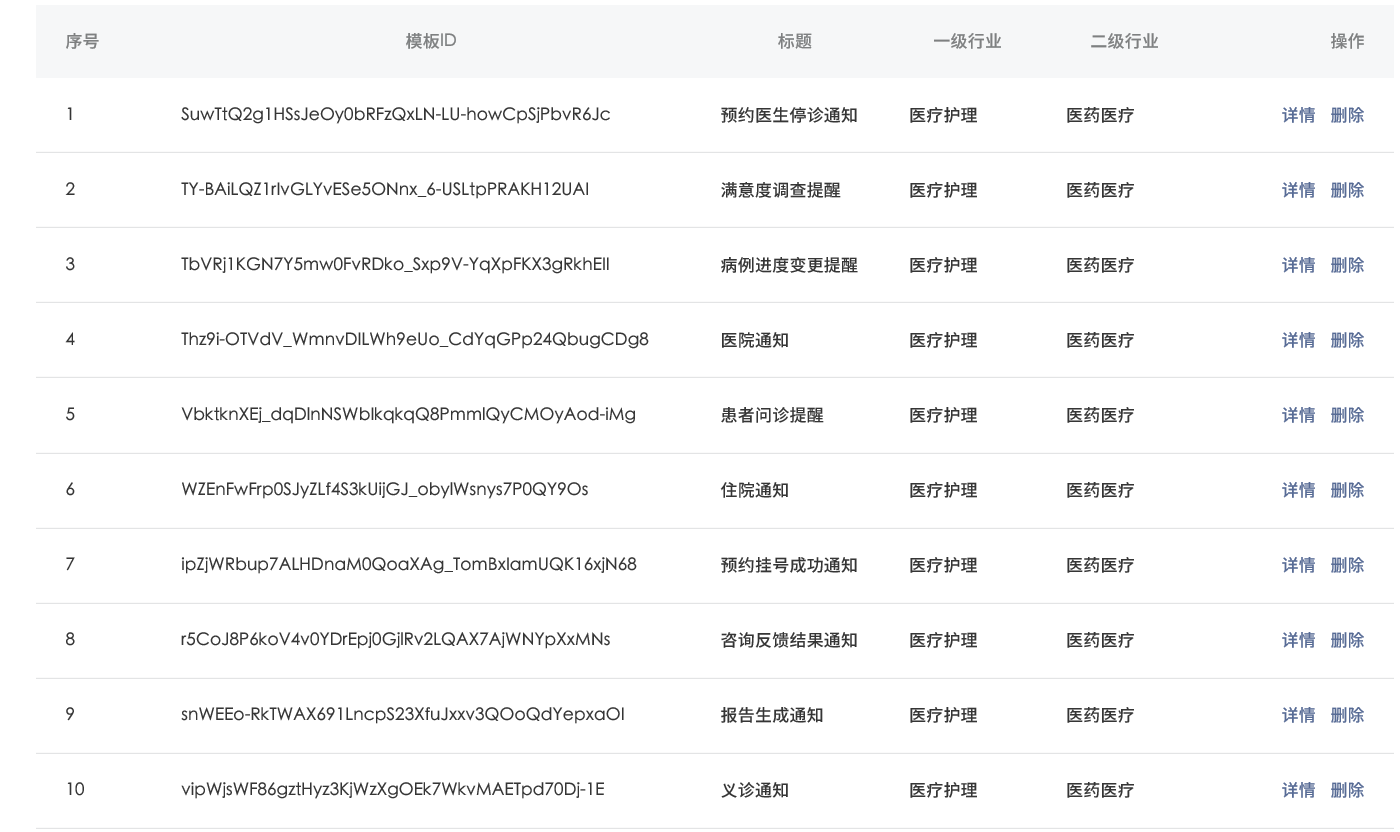 序号 模板ID 标题 一级行业 二级行业 操作
1 SuwTtQ2g1HSsJeOy0bRFzQxLN-LU-howCpSjPbvR6Jc 预约医生停诊通知 医疗护理 医药医疗 详情 删除
2 TY-BAiLQZ1rIvGLYvESe5ONnx_6-USLtpPRAKH12UAI 满意度调查提醒 医疗护理 医药医疗 详情 删除
3 TbVRj1KGN7Y5mw0FvRDko_Sxp9V-YqXpFKX3gRkhEII 病例进度变更提醒 医疗护理 医药医疗 详情 删除
4 Thz9i-OTVdV_WmnvDILWh9eUo_CdYqGPp24QbugCDg8 医院通知 医疗护理 医药医疗 详情 删除
5 VbktknXEj_dqDInNSWbIkqkqQ8PmmIQyCMOyAod-iMg 患者问诊提醒 医疗护理 医药医疗 详情 删除
6 WZEnFwFrp0SJyZLf4S3kUijGJ_obyIWsnys7P0QY9Os 住院通知 医疗护理 医药医疗 详情 删除
7 ipZjWRbup7ALHDnaM0QoaXAg_TomBxIamUQK16xjN68 预约挂号成功通知 医疗护理 医药医疗 详情 删除
8 r5CoJ8P6koV4v0YDrEpj0GjlRv2LQAX7AjWNYpXxMNs 咨询反馈结果通知 医疗护理 医药医疗 详情 删除
9 snWEEo-RkTWAX691LncpS23XfuJxxv3QOoQdYepxaOI 报告生成通知 医疗护理 医药医疗 详情 删除
10 vipWjsWF86gztHyz3KjWzXgOEk7WkvMAETpd70Dj-1E 义诊通知 医疗护理 医药医疗 详情 删除